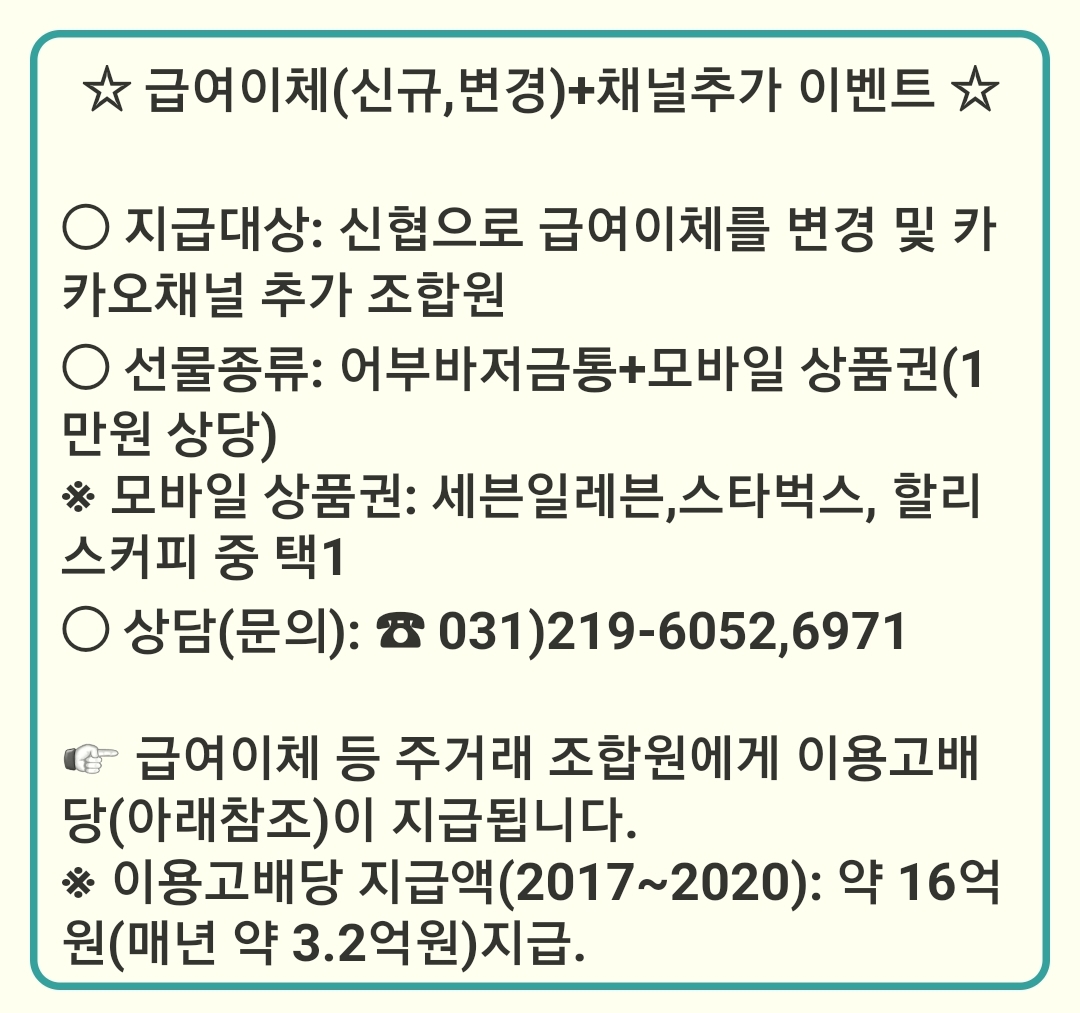 ☆ 급여이체(신규,변경)+채널추가 이벤트 ☆
○ 지급대상: 신협으로 급여이체를 변경 및 카
카오채널 추가 조합원
○ 선물종류: 어부바저금통+모바일 상품권(1
만원 상당)
※ 모바일 상품권: 세븐일레븐,스타벅스, 할리
스커피 중 택1
○ 상담(문의): ☎ 031)219-6052,6971
☞ 급여이체 등 주거래 조합원에게 이용고배
당(아래참조)이 지급됩니다.
※ 이용고배당 지급액(2017~2020): 약 16억
원(매년 약 3.2억원)지급.